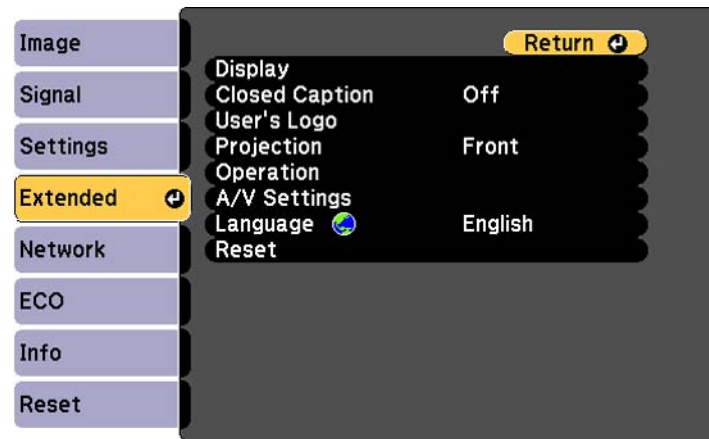 Image
Signal
Settings
Extended
Network
ECO
Info
Reset
Return
Display
Closed Caption Off
User's Logo
Projection Front
Operation
A/V Settings
Language English
Reset